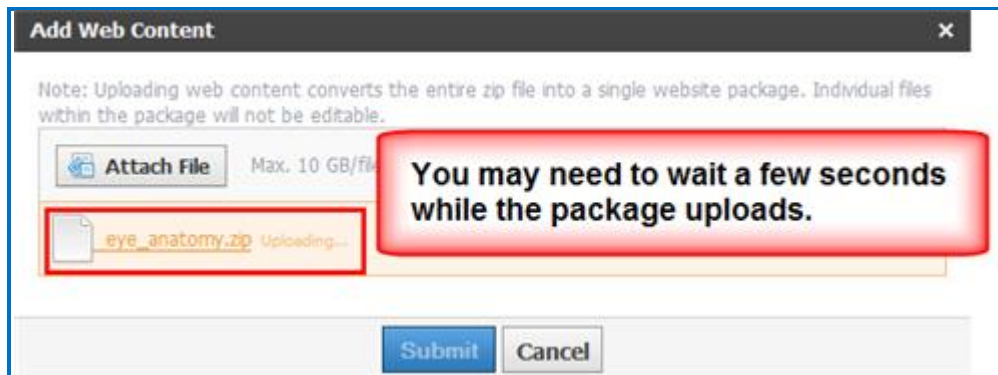 Add Web Content ×
Note: Uploading web content converts the entire zip file into a single website package. Individual files
within the package will not be editable.
Attach File Max. 10 GB/file
You may need to wait a few seconds
while the package uploads.
eye_anatomy.zip Uploading...
Submit Cancel